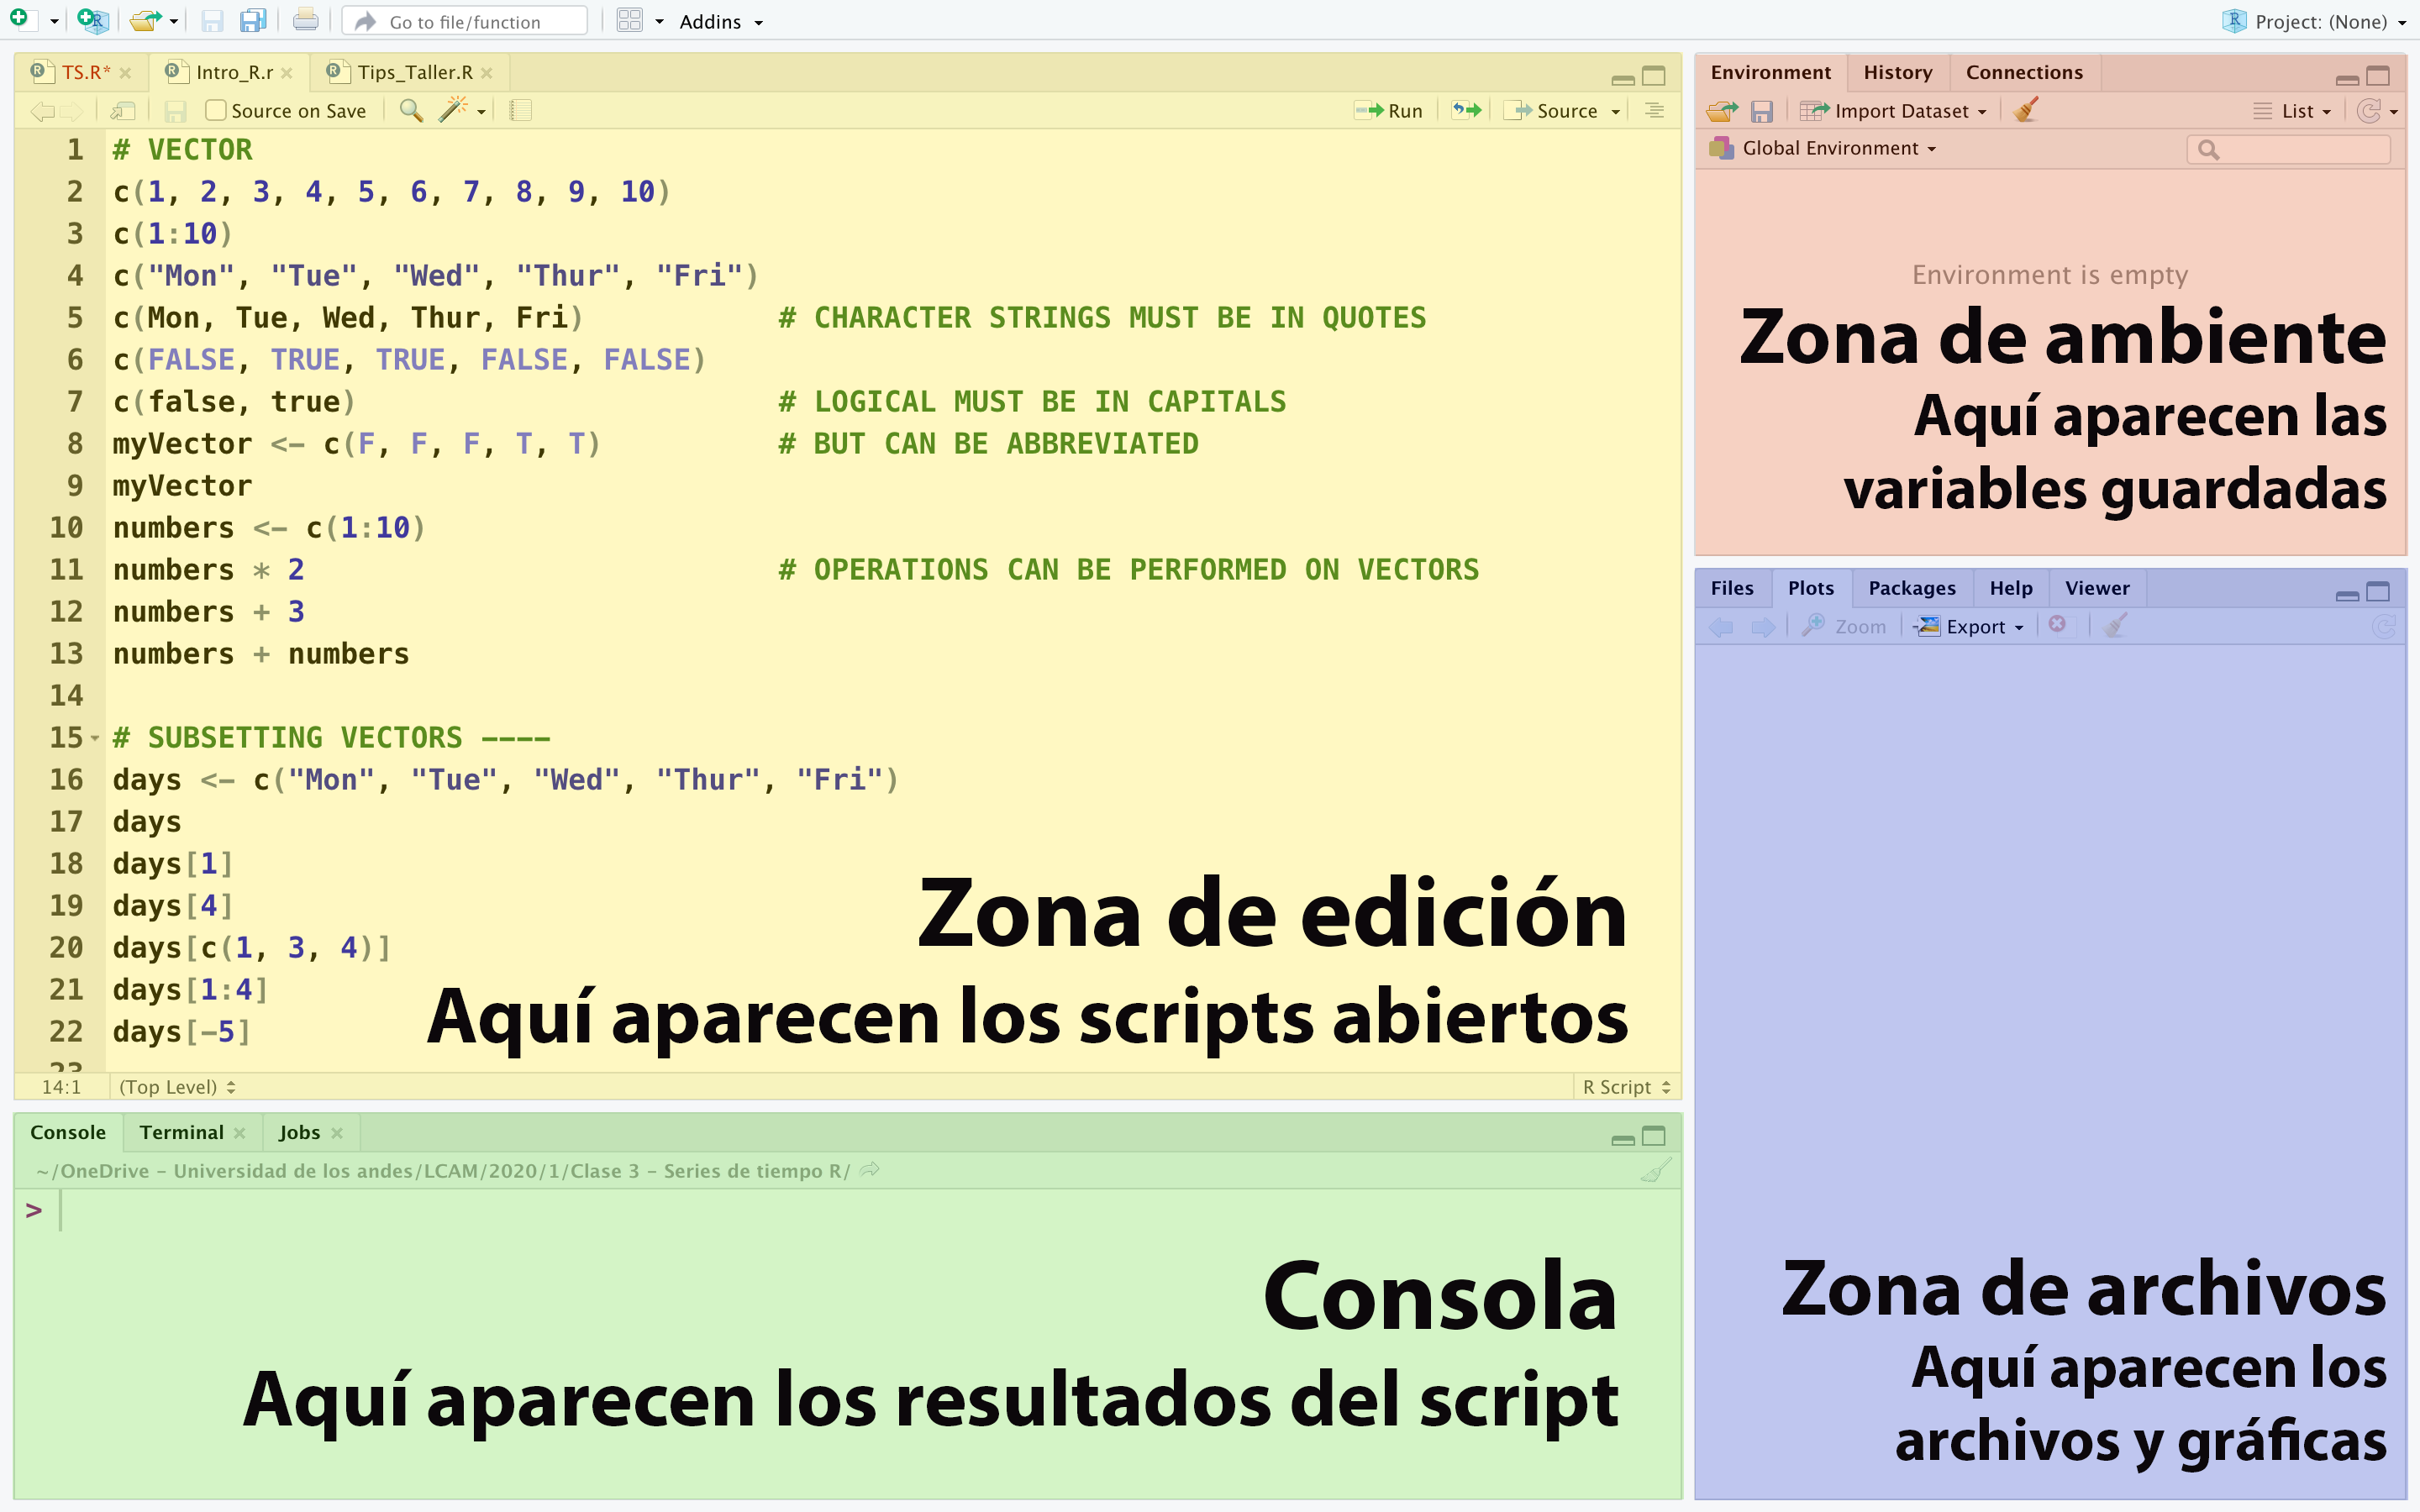 Go to file/function
Addins
Project: (None)
TS.R*
Intro_R.r
Tips_Taller.R
Source on Save
Run
Source
1 # VECTOR
2 c(1, 2, 3, 4, 5, 6, 7, 8, 9, 10)
3 c(1:10)
4 c("Mon", "Tue", "Wed", "Thur", "Fri")
5 c(Mon, Tue, Wed, Thur, Fri) # CHARACTER STRINGS MUST BE IN QUOTES
6 c(FALSE, TRUE, TRUE, FALSE, FALSE)
7 c(false, true) # LOGICAL MUST BE IN CAPITALS
8 myVector <- c(F, F, F, T, T) # BUT CAN BE ABBREVIATED
9 myVector
10 numbers <- c(1:10)
11 numbers * 2 # OPERATIONS CAN BE PERFORMED ON VECTORS
12 numbers + 3
13 numbers + numbers
14
15 # SUBSETTING VECTORS ----
16 days <- c("Mon", "Tue", "Wed", "Thur", "Fri")
17 days
18 days[1]
19 days[4]
20 days[c(1, 3, 4)]
21 days[1:4]
22 days[-5]
23
Zona de edición
Aquí aparecen los scripts abiertos
14:1 (Top Level) R Script
Console Terminal Jobs
~/OneDrive - Universidad de los andes/LCAM/2020/1/Clase 3 - Series de tiempo R/
>
Consola
Aquí aparecen los resultados del script
Environment History Connections
Import Dataset List
Global Environment
Environment is empty
Zona de ambiente
Aquí aparecen las
variables guardadas
Files Plots Packages Help Viewer
Zoom Export
Zona de archivos
Aquí aparecen los
archivos y gráficas